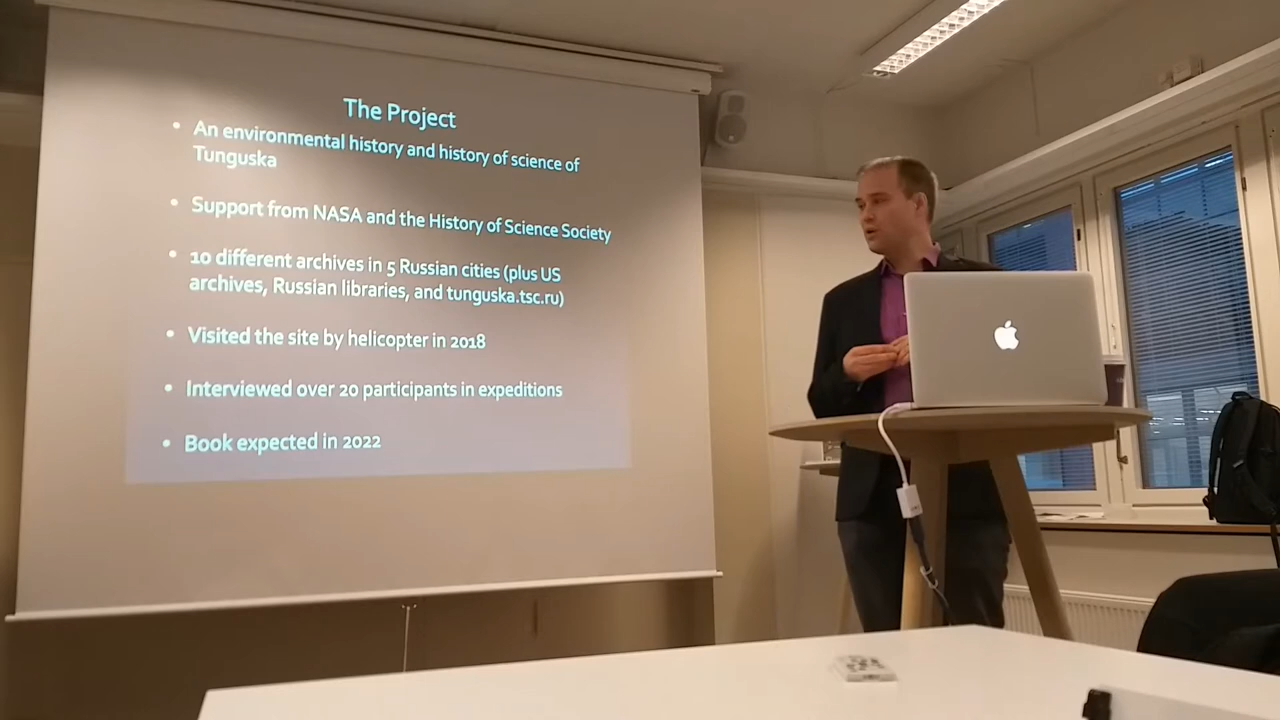 The Project
• An environmental history and history of science of
Tunguska
• Support from NASA and the History of Science Society
• 10 different archives in 5 Russian cities (plus US
archives, Russian libraries, and tunguska.tsc.ru)
• Visited the site by helicopter in 2018
• Interviewed over 20 participants in expeditions
• Book expected in 2022